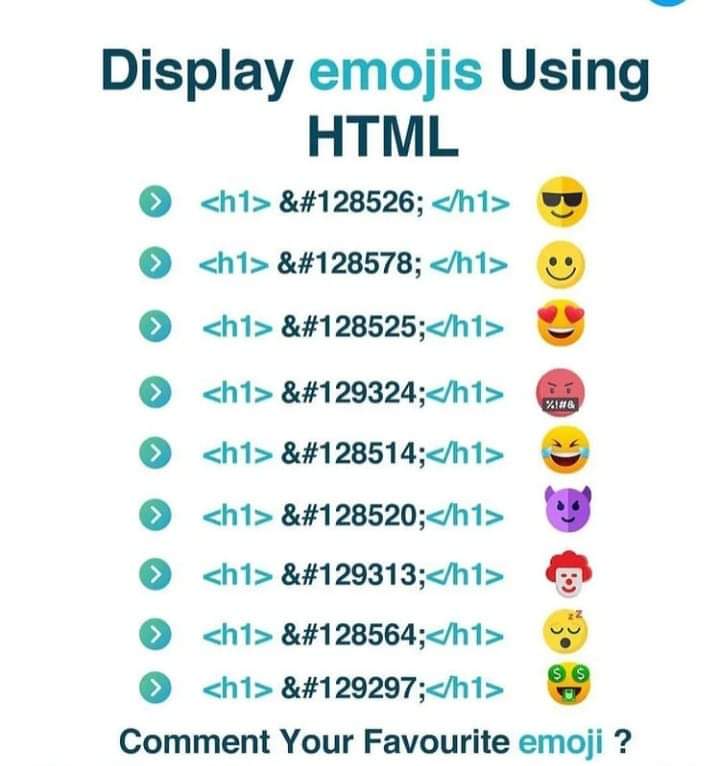 Display emojis Using
HTML
<h1> &#128526; </h1>
<h1> &#128578; </h1>
<h1> &#128525;</h1>
<h1> &#129324;</h1>
%!#&
<h1> &#128514;</h1>
<h1> &#128520;</h1>
<h1> &#129313;</h1>
<h1> &#128564;</h1>
z Z
<h1> &#129297;</h1>
$ $
Comment Your Favourite emoji ?